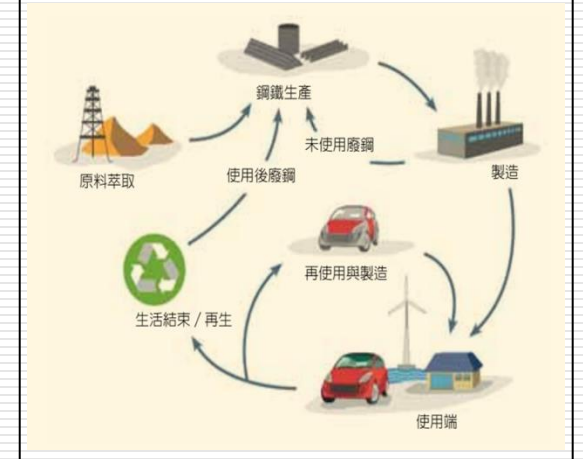 鋼鐵生產
未使用廢鋼
原料萃取
使用後廢鋼
製造
再使用與製造
生活結束／再生
使用端